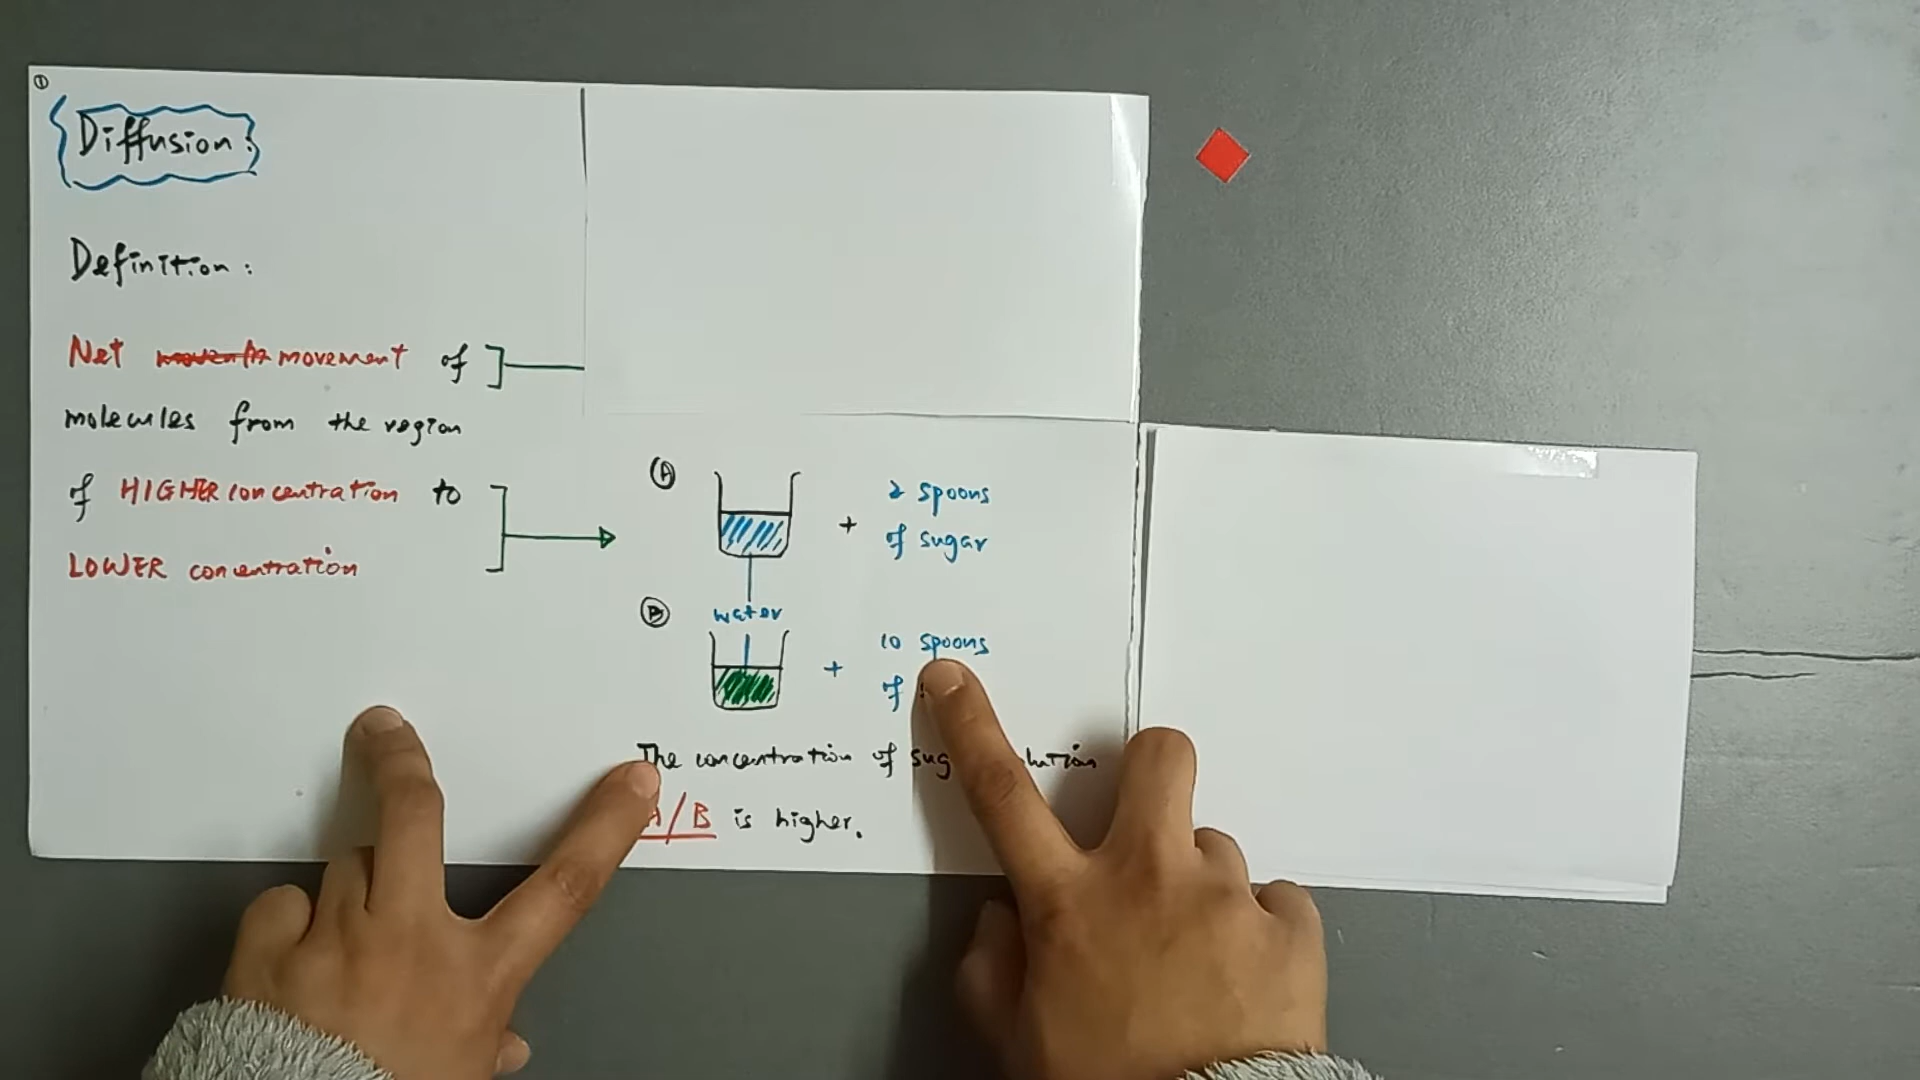 ①
Diffusion:
Definition:
Net movement of
molecules from the region
of HIGHER concentration to
LOWER concentration
Ⓐ
+
2 spoons
of sugar
water
Ⓑ
+
10 spoons
of
The concentration of
A/B is higher.